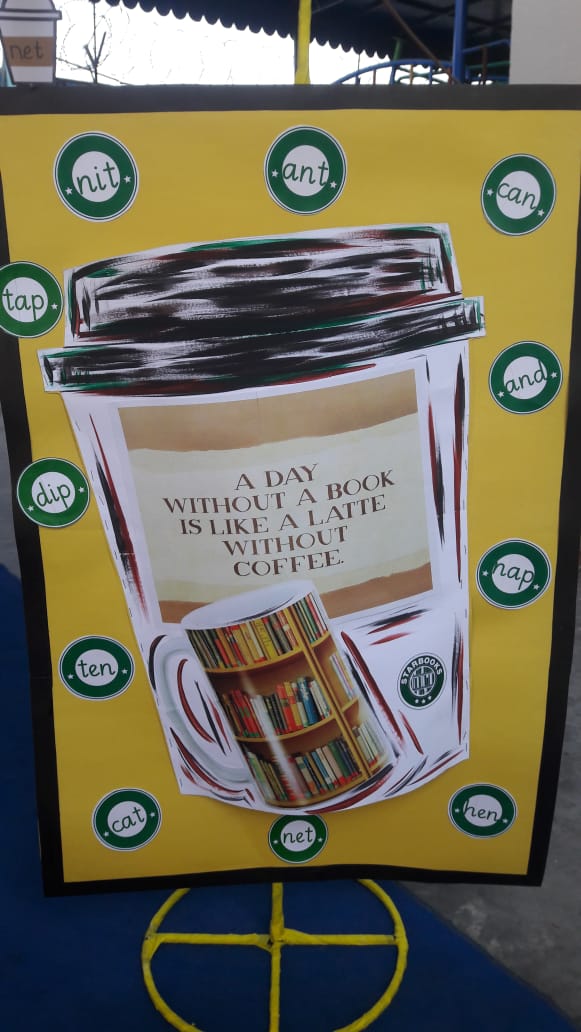 net
nit
ant
can
tap
and
A DAY
WITHOUT A BOOK
IS LIKE A LATTE
WITHOUT
COFFEE.
dip
nap
ten
STARBOOKS
cat
net
hen